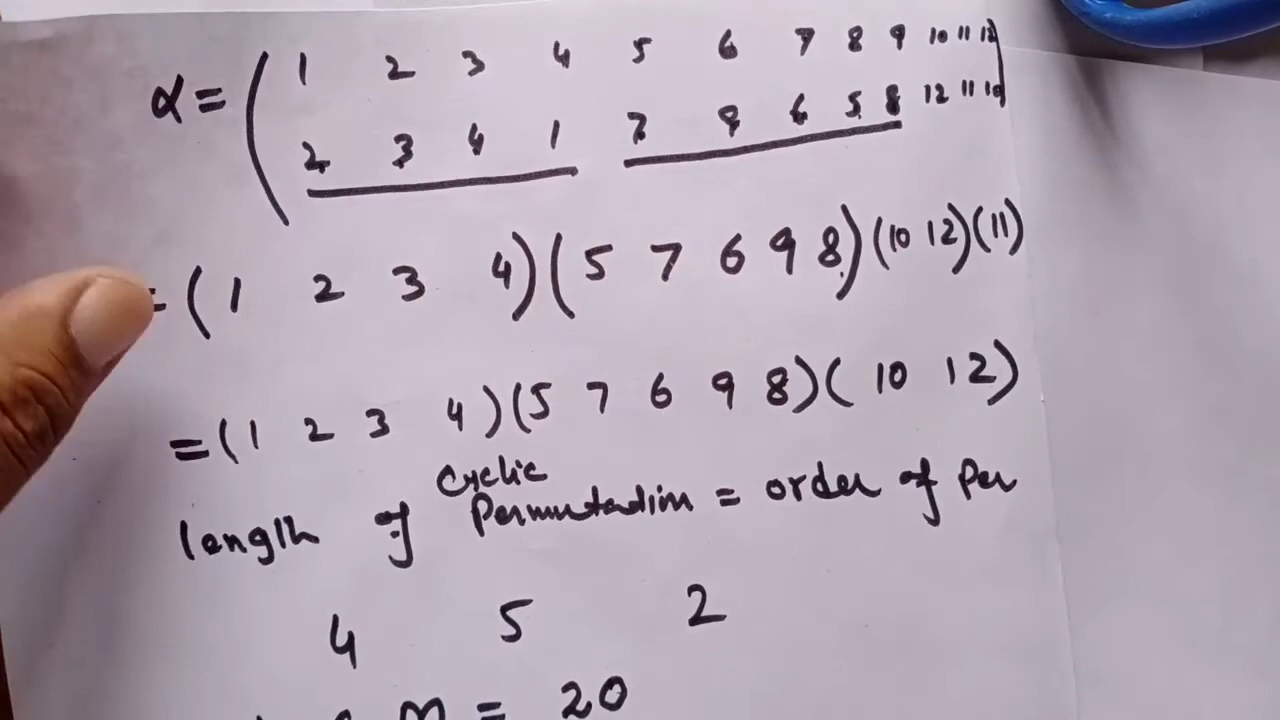 α = ( 1 2 3 4 5 6 7 8 9 10 11 12 )
2 3 4 1 7 9 6 5 8 12 11 10
= ( 1 2 3 4 ) ( 5 7 6 9 8 ) ( 10 12 ) ( 11 )
= ( 1 2 3 4 ) ( 5 7 6 9 8 ) ( 10 12 )
length of cyclic Permutation = order of Per
4 5 2
= 20